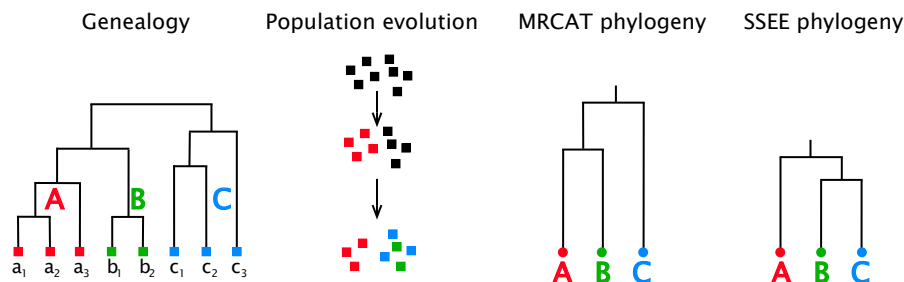 Genealogy
Population evolution
MRCAT phylogeny
SSEE phylogeny
A B C
a₁ a₂ a₃ b₁ b₂ c₁ c₂ c₃
A B C
A B C